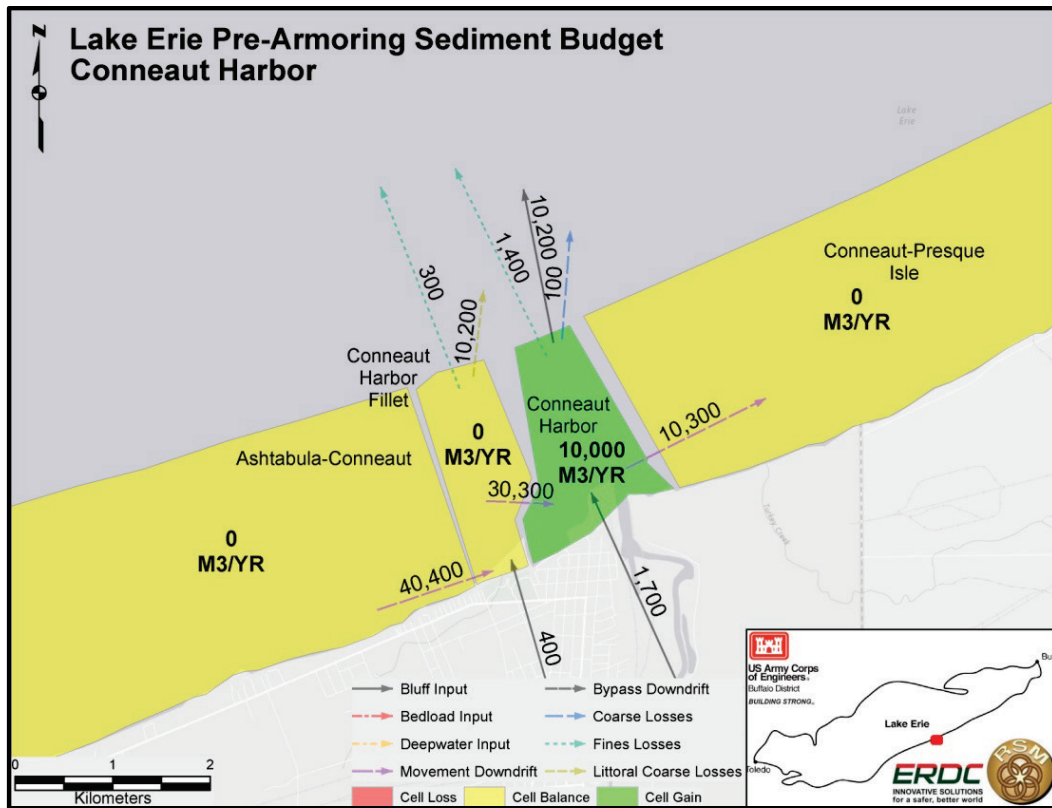 N
Lake Erie Pre-Armoring Sediment Budget
Conneaut Harbor
Lake
Erie
300
1,400
10,200
100
10,200
Conneaut
Harbor
Fillet
Conneaut-Presque
Isle
0
M3/YR
Ashtabula-Conneaut
0
M3/YR
0
M3/YR
Conneaut
Harbor
10,000
M3/YR
10,300
30,300
40,400
400
1,700
Turkey Creek
Bluff Input
Bedload Input
Deepwater Input
Movement Downdrift
Bypass Downdrift
Coarse Losses
Fines Losses
Littoral Coarse Losses
Cell Loss
Cell Balance
Cell Gain
0
1
2
Kilometers
US Army Corps
of Engineers®
Buffalo District
BUILDING STRONG®
Lake Erie
Bu
Toledo
ERDC
INNOVATIVE SOLUTIONS
for a safer, better world
RSM